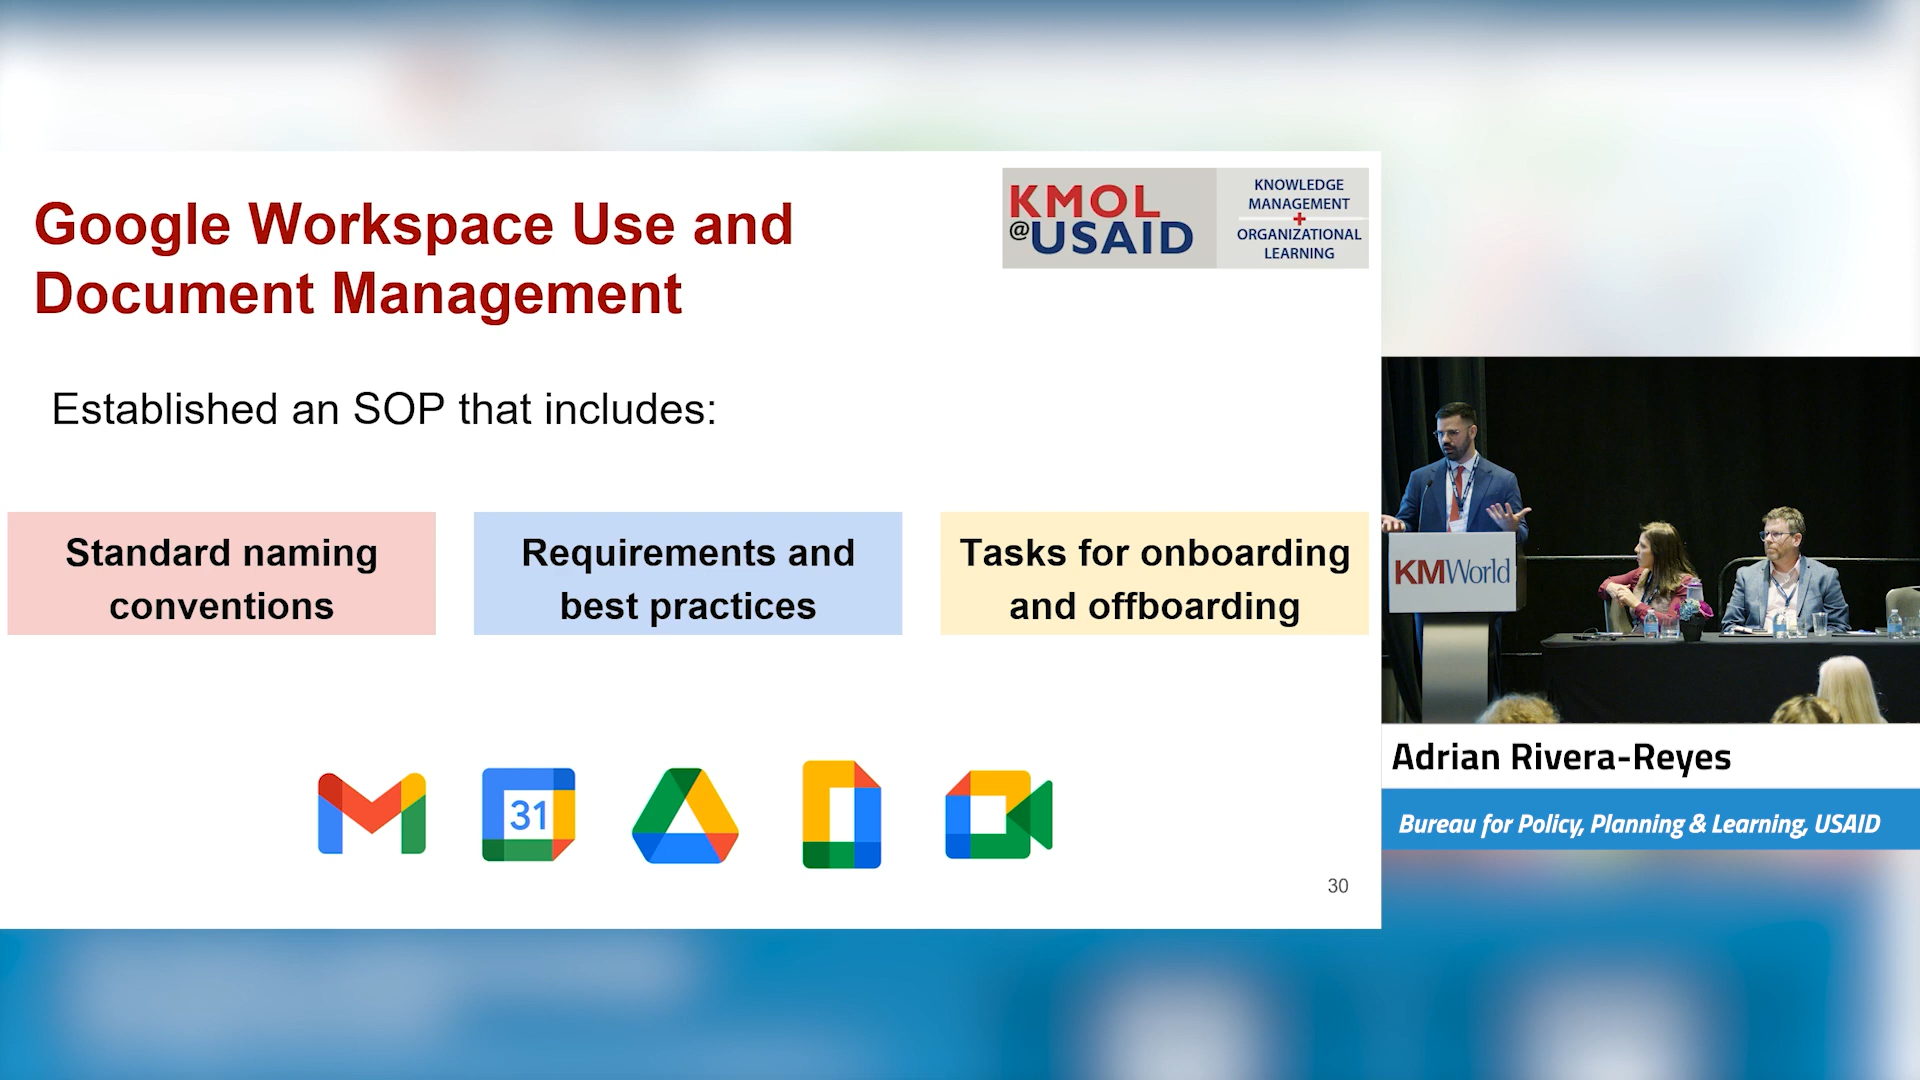 Google Workspace Use and
Document Management
KMOL
@USAID
KNOWLEDGE
MANAGEMENT
+
ORGANIZATIONAL
LEARNING
Established an SOP that includes:
Standard naming
conventions
Requirements and
best practices
Tasks for onboarding
and offboarding
31
30
KMWorld
Adrian Rivera-Reyes
Bureau for Policy, Planning & Learning, USAID